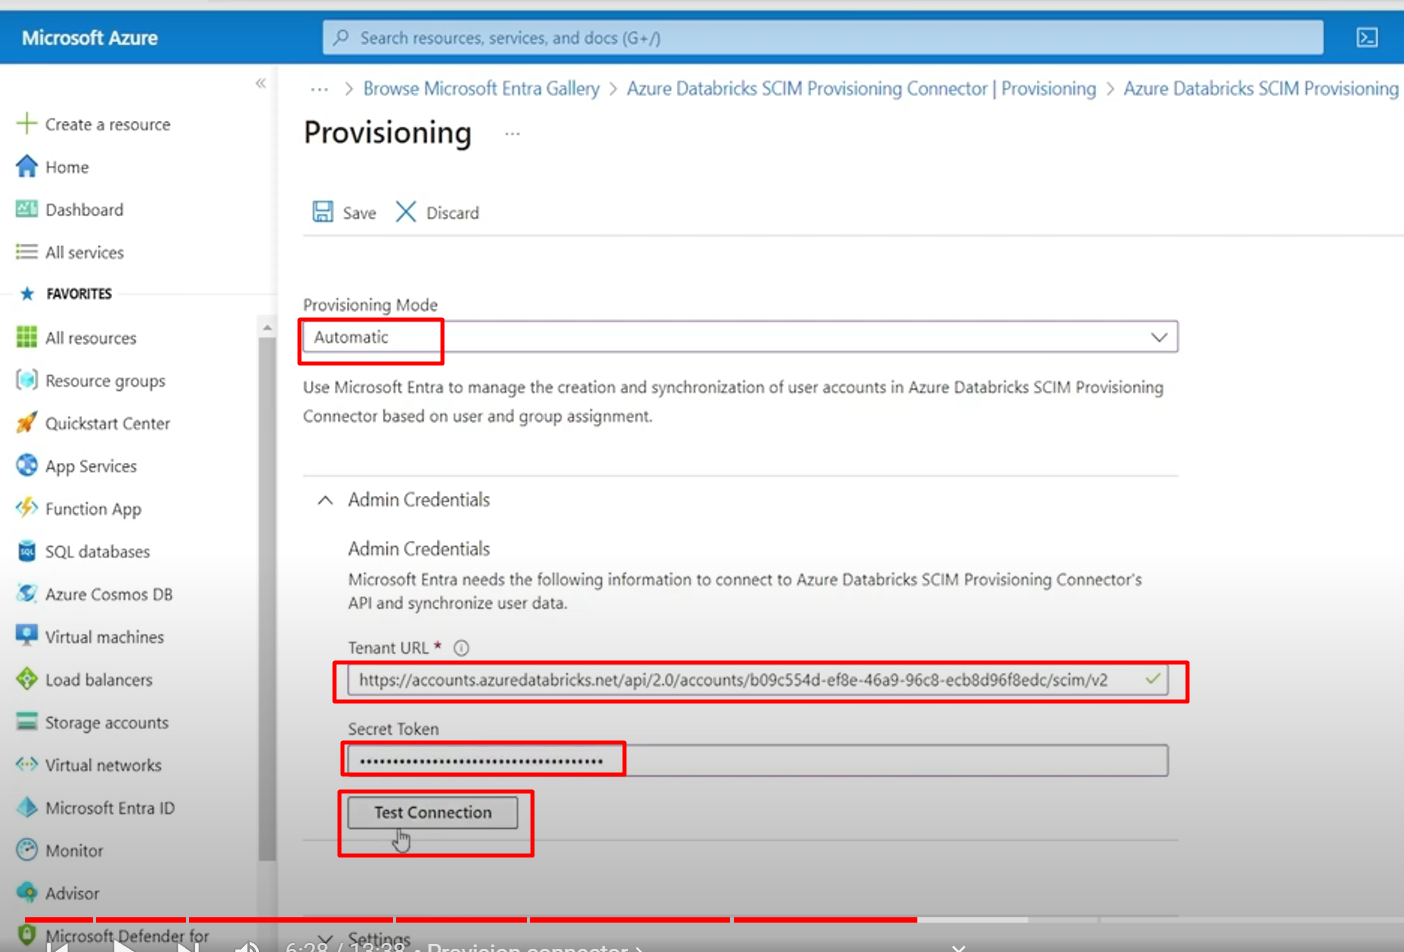 Microsoft Azure
Search resources, services, and docs (G+/)
«
Create a resource
Home
Dashboard
All services
FAVORITES
All resources
Resource groups
Quickstart Center
App Services
Function App
SQL databases
Azure Cosmos DB
Virtual machines
Load balancers
Storage accounts
Virtual networks
Microsoft Entra ID
Monitor
Advisor
Microsoft Defender for
... > Browse Microsoft Entra Gallery > Azure Databricks SCIM Provisioning Connector | Provisioning > Azure Databricks SCIM Provisioning
Provisioning ...
Save Discard
Provisioning Mode
Automatic
Use Microsoft Entra to manage the creation and synchronization of user accounts in Azure Databricks SCIM Provisioning
Connector based on user and group assignment.
Admin Credentials
Admin Credentials
Microsoft Entra needs the following information to connect to Azure Databricks SCIM Provisioning Connector's
API and synchronize user data.
Tenant URL *
https://accounts.azuredatabricks.net/api/2.0/accounts/b09c554d-ef8e-46a9-96c8-ecb8d96f8edc/scim/v2
Secret Token
Test Connection
Settings
6:28 / 13:38 • Provision connector >